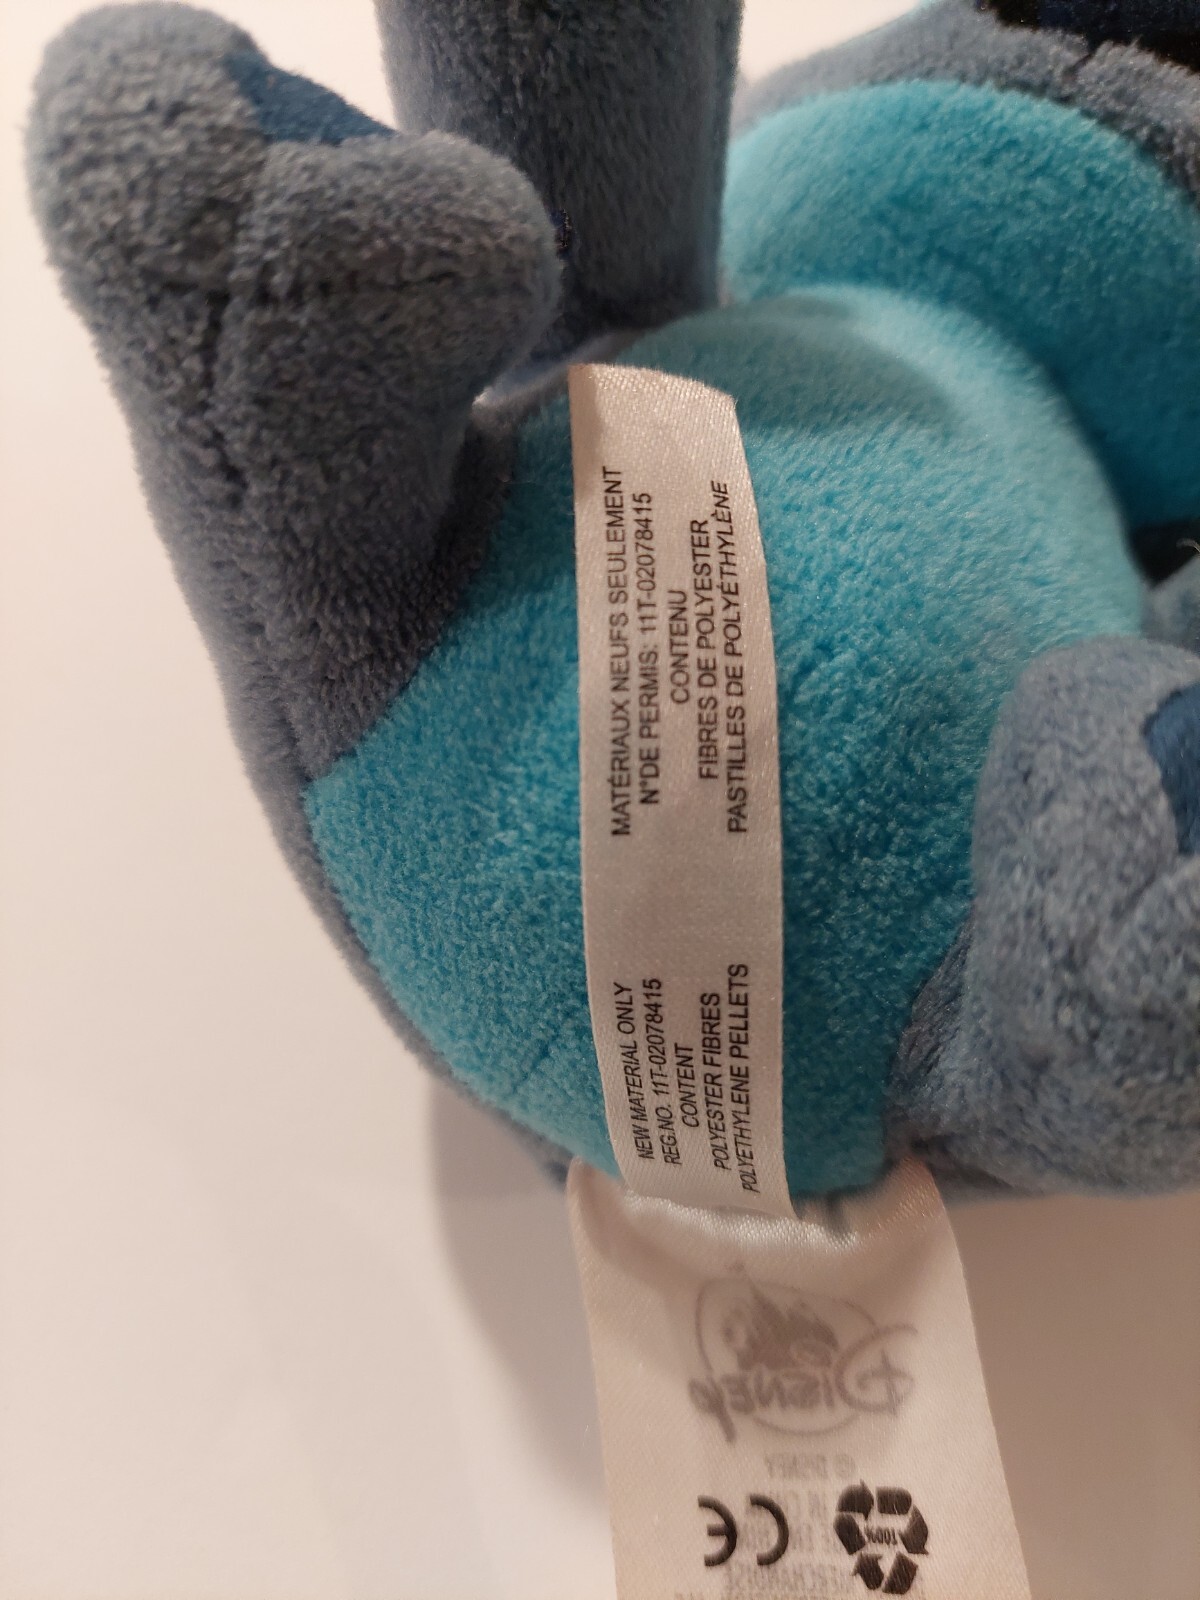 MATÉRIAUX NEUFS SEULEMENT
N°DE PERMIS: 11T-02078415
CONTENU
FIBRES DE POLYESTER
PASTILLES DE POLYÉTHYLÈNE
NEW MATERIAL ONLY
REG.NO. 11T-02078415
CONTENT
POLYESTER FIBRES
POLYETHYLENE PELLETS
Disney
© DISNEY
CE
100%